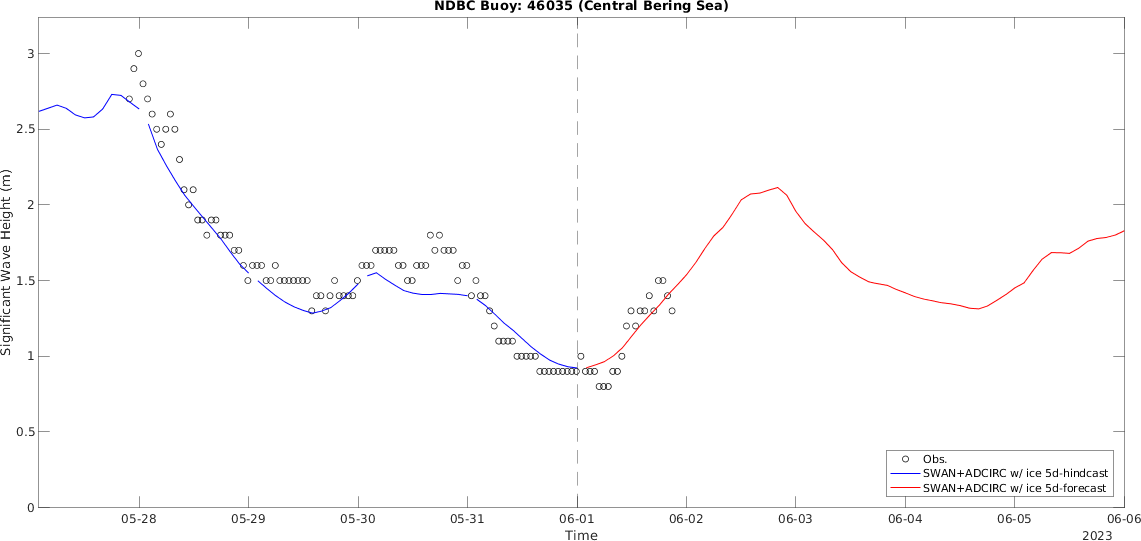 NDBC Buoy: 46035 (Central Bering Sea)
Significant Wave Height (m)
3
2.5
2
1.5
1
0.5
0
Obs.
SWAN+ADCIRC w/ ice 5d-hindcast
SWAN+ADCIRC w/ ice 5d-forecast
05-28 05-29 05-30 05-31 06-01 06-02 06-03 06-04 06-05 06-06
Time
2023